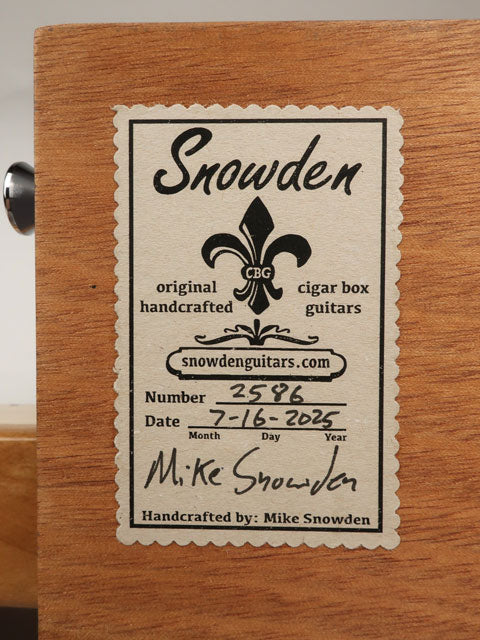 Snowden
CBG
original handcrafted
cigar box guitars
snowdenguitars.com
Number 2586
Date 7-16-2025
Month Day Year
Mike Snowden
Handcrafted by: Mike Snowden